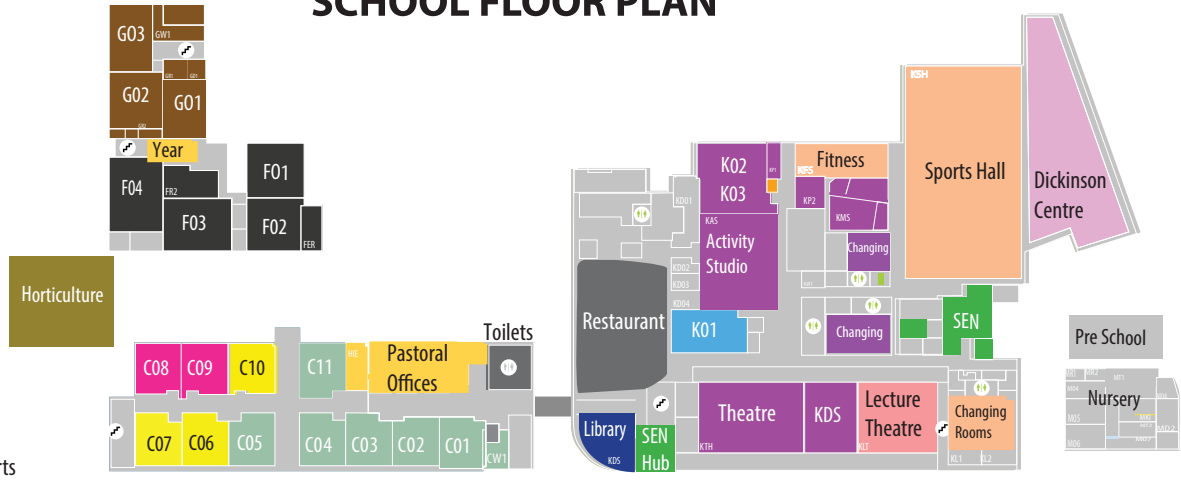 SCHOOL FLOOR PLAN
G03
GW1
G02
G01
Year
F04
FR2
F03
F01
F02
FER
Horticulture
C08
C09
C10
C11
HIE
Pastoral
Offices
Toilets
C07
C06
C05
C04
C03
C02
C01
CW1
rts
KD01
K02
K03
KP1
KAS
Activity
Studio
KD02
KD03
KD04
K01
Restaurant
Library
KDS
SEN
Hub
Fitness
KFS
KP2
KMS
Changing
Changing
KSH
Sports Hall
Dickinson
Centre
SEN
Theatre
KTH
KDS
Lecture
Theatre
KLT
Changing
Rooms
KL1
KL2
Pre School
Nursery
M05
M06